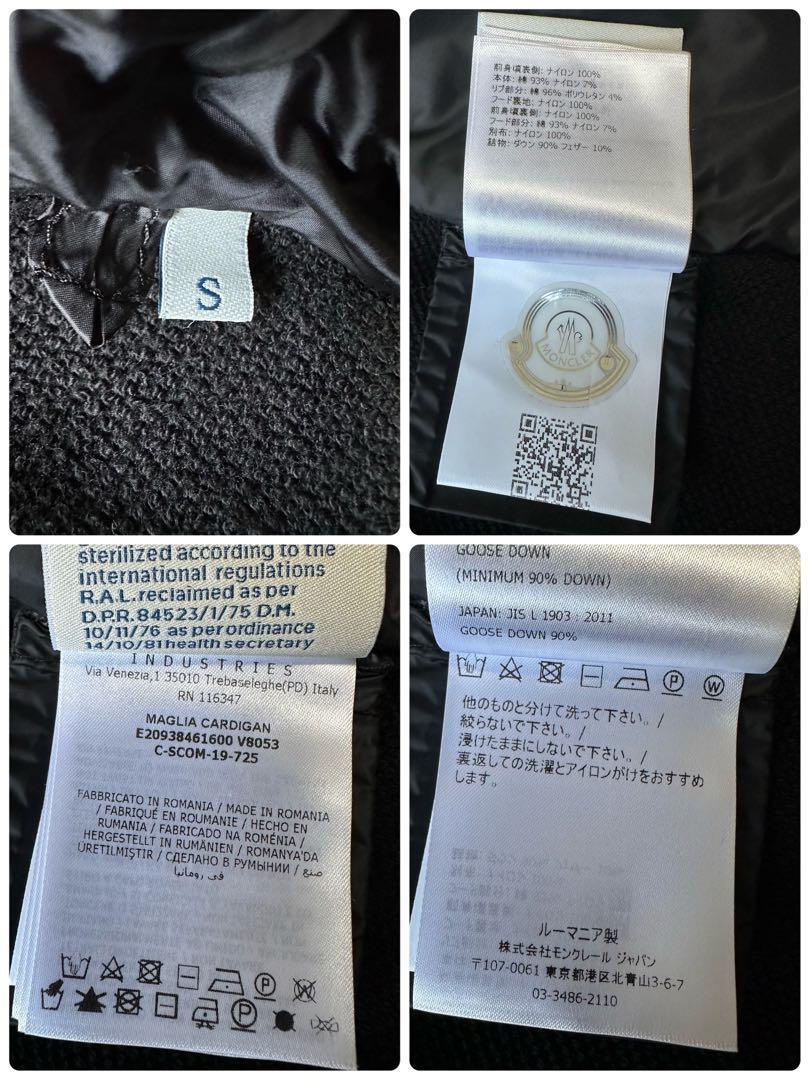 S
前身頃表側: ナイロン 100%
本体: 綿 93% ナイロン 7%
リブ部分: 綿 96% ポリウレタン 4%
フード裏地: ナイロン 100%
前身頃裏側: ナイロン 100%
フード部分: 綿 93% ナイロン 7%
別布: ナイロン 100%
詰物: ダウン 90% フェザー 10%
MONCLER
sterilized according to the
international regulations
R.A.L.reclaimed as per
D.P.R.84523/1/75 D.M.
10/11/76 as per ordinance
14/10/81 health secretary
INDUSTRIES
Via Venezia,1 35010 Trebaseleghe(PD) Italy
RN 116347
MAGLIA CARDIGAN
E20938461600 V8053
C-SCOM-19-725
FABBRICATO IN ROMANIA / MADE IN ROMANIA
/ FABRIQUÉ EN ROUMANIE / HECHO EN
RUMANIA / FABRICADO NA ROMÉNIA /
HERGESTELLT IN RUMÄNIEN / ROMANYA'DA
ÜRETILMIŞTIR / СДЕЛАНО В РУМЫНИИ / صنع
في رومانيا
P W
P
GOOSE DOWN
(MINIMUM 90% DOWN)
JAPAN: JIS L 1903 : 2011
GOOSE DOWN 90%
P W
他のものと分けて洗って下さい。/
絞らないで下さい。/
浸けたままにしないで下さい。/
裏返しての洗濯とアイロンがけをおすすめ
します。
ルーマニア製
株式会社モンクレール ジャパン
〒107-0061 東京都港区北青山3-6-7
03-3486-2110